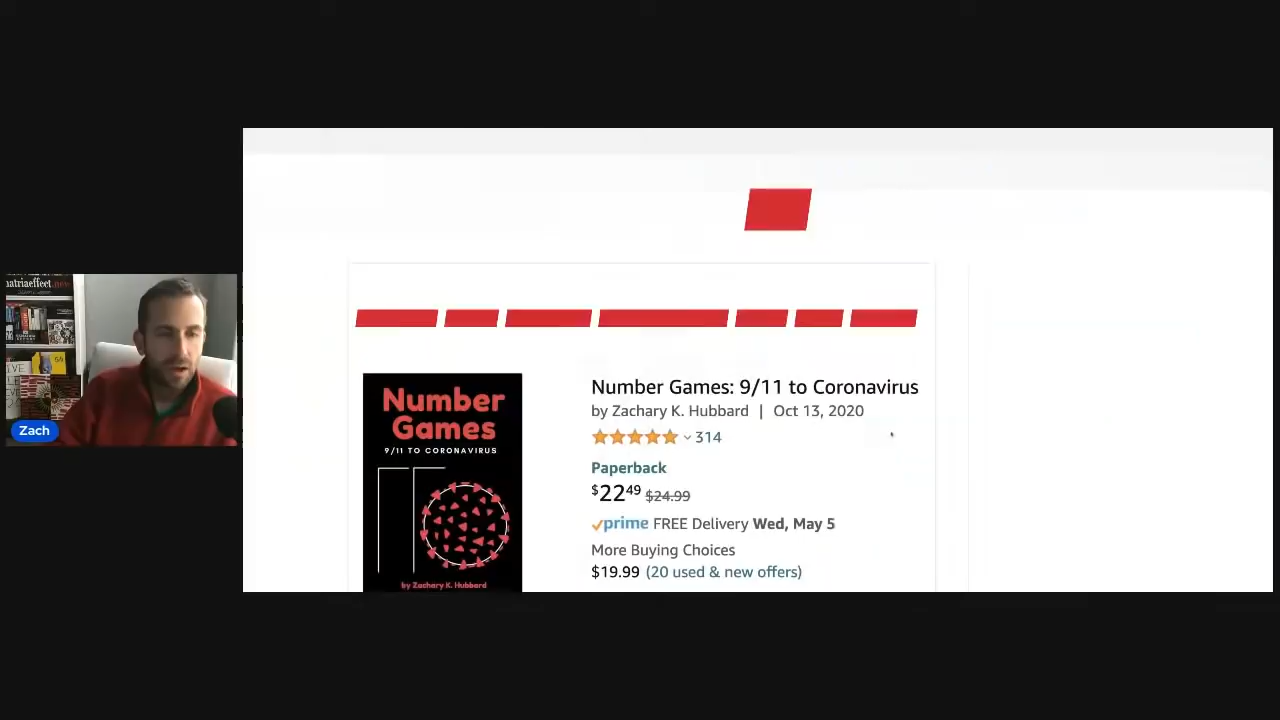 atriaeffect.new
Zach
Number
Games
9/11 TO CORONAVIRUS
by Zachary K. Hubbard
Number Games: 9/11 to Coronavirus
by Zachary K. Hubbard | Oct 13, 2020
314
Paperback
$22 49 $24.99
prime FREE Delivery Wed, May 5
More Buying Choices
$19.99 (20 used & new offers)